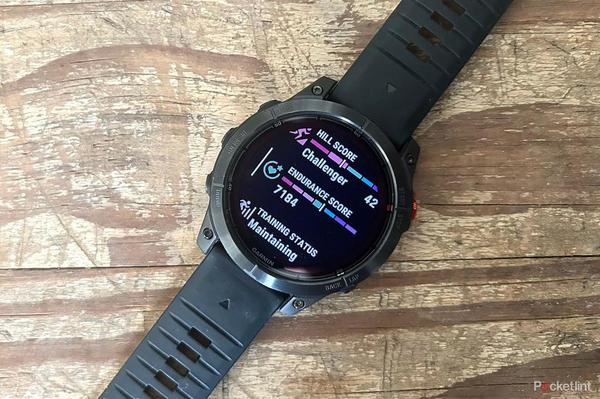 HILL SCORE
Challenger 42
ENDURANCE SCORE
7184
TRAINING STATUS
Maintaining
GARMIN
BACK LAP
Pocketlint